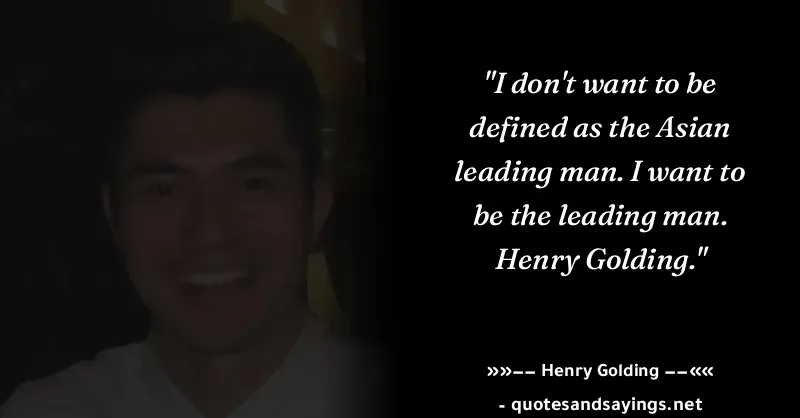 "I don't want to be
defined as the Asian
leading man. I want to
be the leading man.
Henry Golding."
»»−− Henry Golding −−««
- quotesandsayings.net